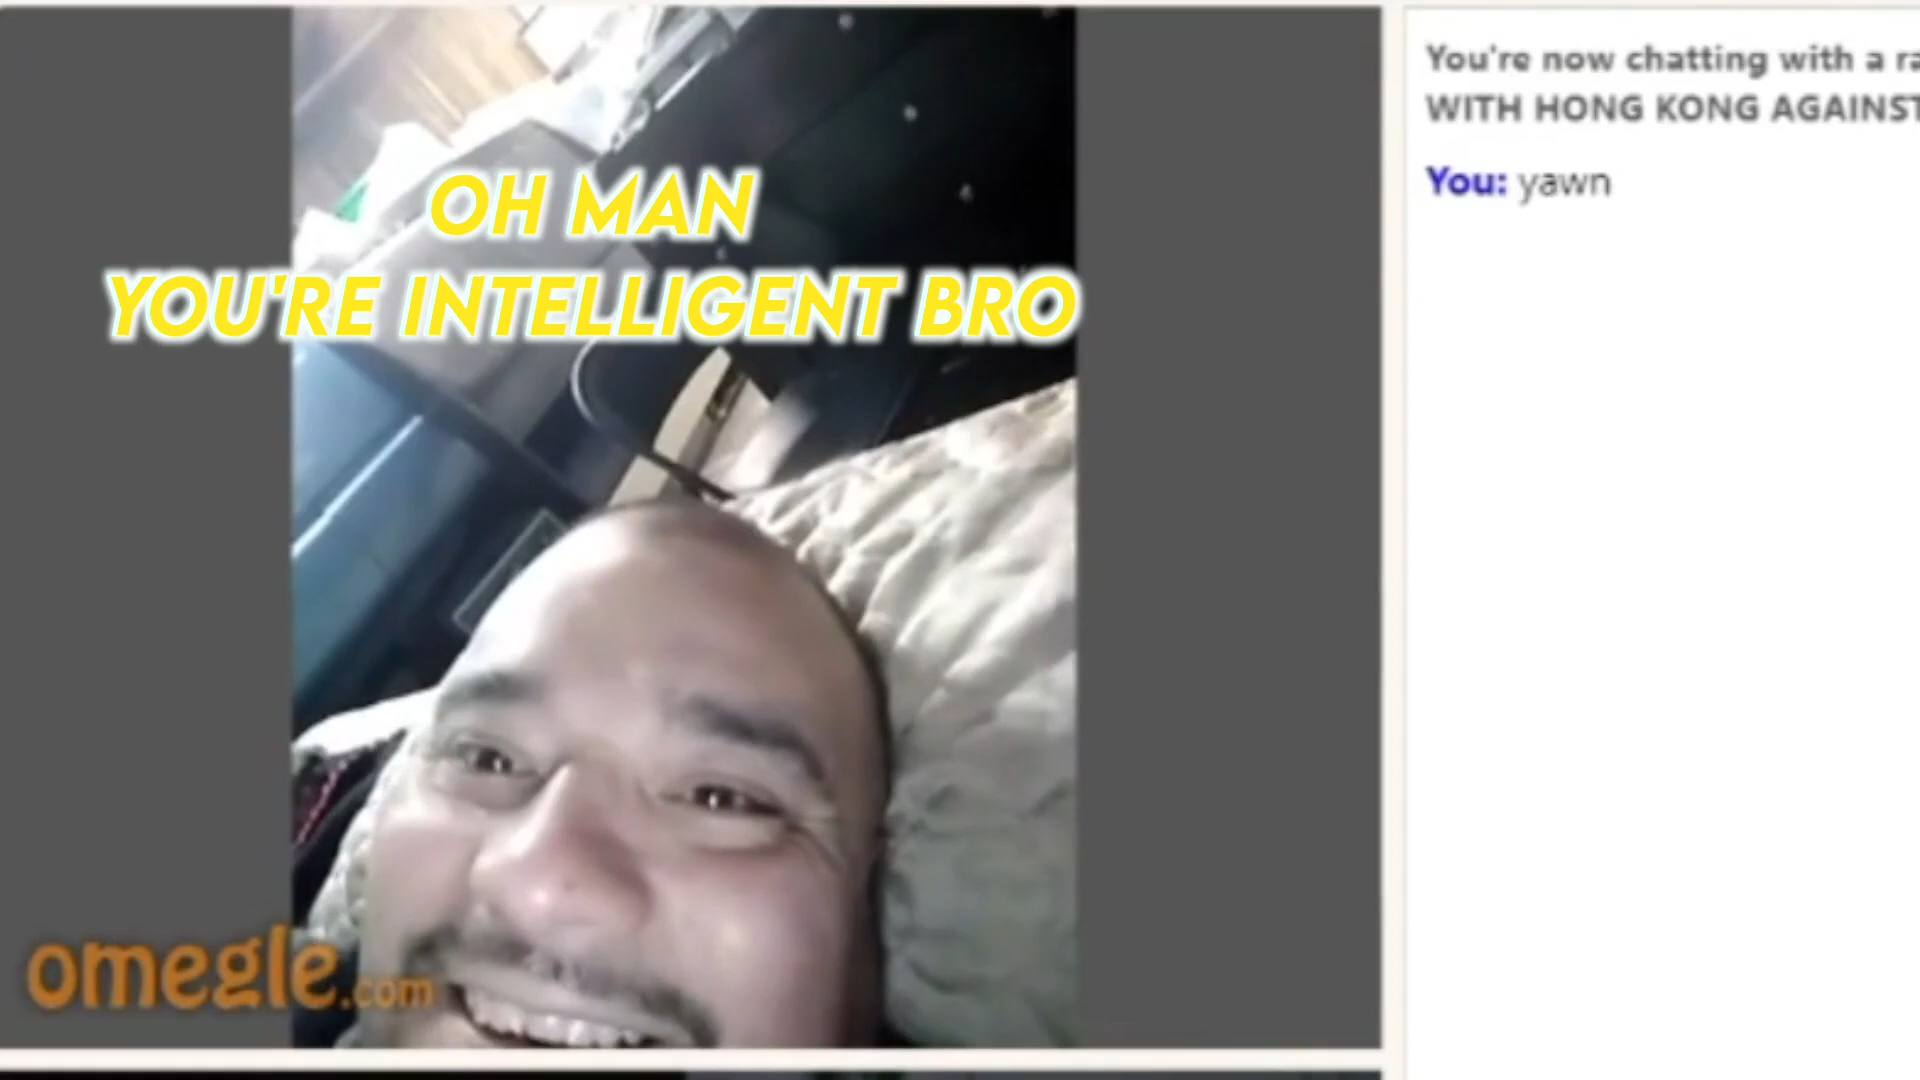 You're now chatting with a
WITH HONG KONG AGAINST
You: yawn
OH MAN
YOU'RE INTELLIGENT BRO
omegle.com